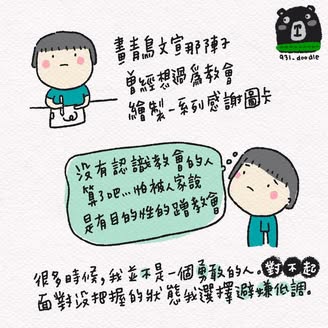 畫青鳥文宣那陣子
曾經想過為教會
繪製一系列感謝圖卡
931_doodle
沒有認識教會的人
算了吧…怕被人家說
是有目的性的蹭教會
很多時候,我並不是一個勇敢的人。對不起
面對沒把握的狀態我選擇避嫌低調。